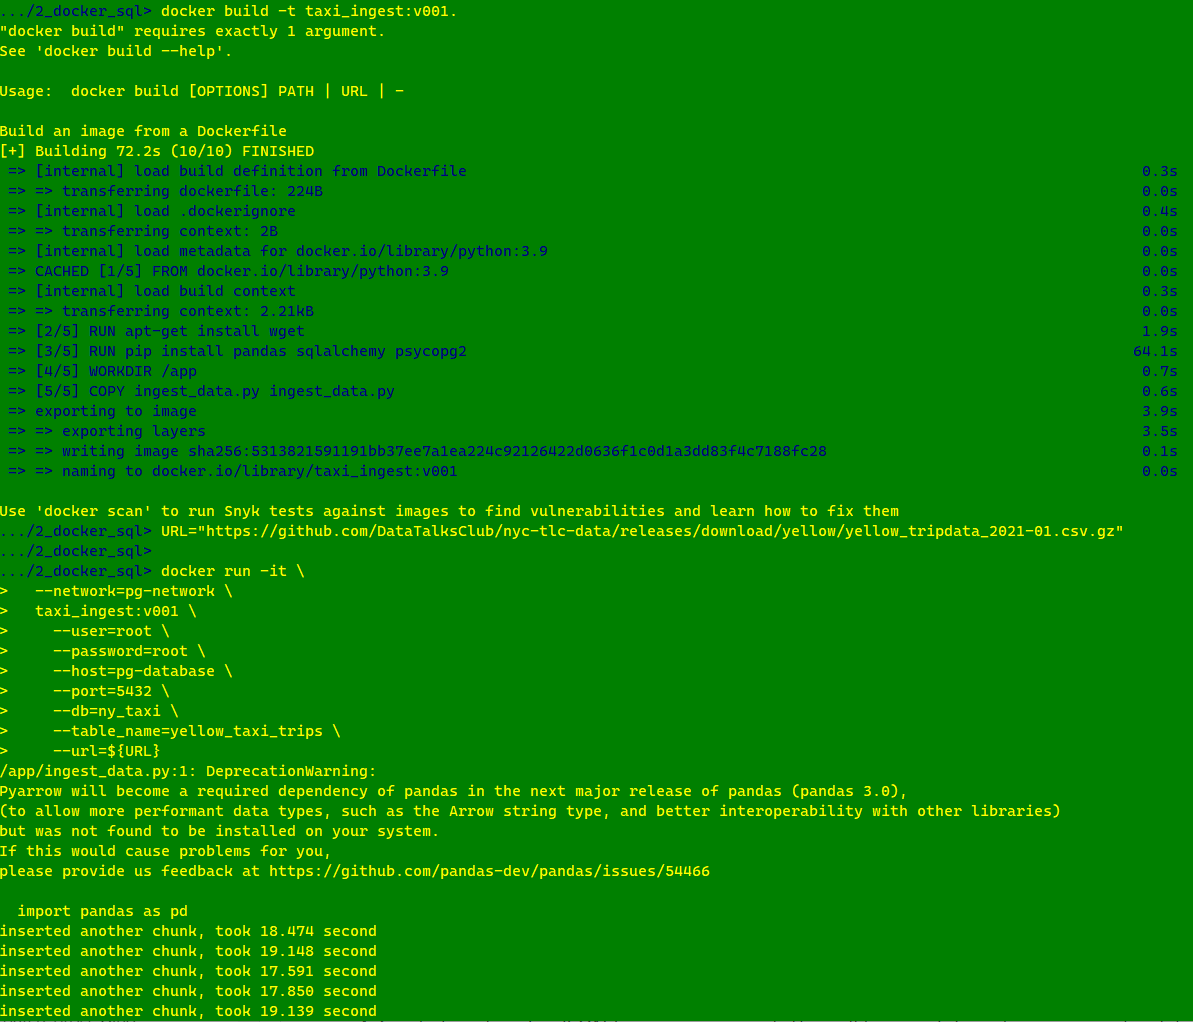 .../2_docker_sql> docker build -t taxi_ingest:v001.
"docker build" requires exactly 1 argument.
See 'docker build --help'.
Usage:  docker build [OPTIONS] PATH | URL | -
Build an image from a Dockerfile
[+] Building 72.2s (10/10) FINISHED
=> [internal] load build definition from Dockerfile 0.3s
=> => transferring dockerfile: 224B 0.0s
=> [internal] load .dockerignore 0.4s
=> => transferring context: 2B 0.0s
=> [internal] load metadata for docker.io/library/python:3.9 0.0s
=> CACHED [1/5] FROM docker.io/library/python:3.9 0.0s
=> [internal] load build context 0.3s
=> => transferring context: 2.21kB 0.0s
=> [2/5] RUN apt-get install wget 1.9s
=> [3/5] RUN pip install pandas sqlalchemy psycopg2 64.1s
=> [4/5] WORKDIR /app 0.7s
=> [5/5] COPY ingest_data.py ingest_data.py 0.6s
=> exporting to image 3.9s
=> => exporting layers 3.5s
=> => writing image sha256:5313821591191bb37ee7a1ea224c92126422d0636f1c0d1a3dd83f4c7188fc28 0.1s
=> => naming to docker.io/library/taxi_ingest:v001 0.0s
Use 'docker scan' to run Snyk tests against images to find vulnerabilities and learn how to fix them
.../2_docker_sql> URL="https://github.com/DataTalksClub/nyc-tlc-data/releases/download/yellow/yellow_tripdata_2021-01.csv.gz"
.../2_docker_sql>
.../2_docker_sql> docker run -it \
>   --network=pg-network \
>   taxi_ingest:v001 \
>     --user=root \
>     --password=root \
>     --host=pg-database \
>     --port=5432 \
>     --db=ny_taxi \
>     --table_name=yellow_taxi_trips \
>     --url=${URL}
/app/ingest_data.py:1: DeprecationWarning:
Pyarrow will become a required dependency of pandas in the next major release of pandas (pandas 3.0),
(to allow more performant data types, such as the Arrow string type, and better interoperability with other libraries)
but was not found to be installed on your system.
If this would cause problems for you,
please provide us feedback at https://github.com/pandas-dev/pandas/issues/54466
import pandas as pd
inserted another chunk, took 18.474 second
inserted another chunk, took 19.148 second
inserted another chunk, took 17.591 second
inserted another chunk, took 17.850 second
inserted another chunk, took 19.139 second